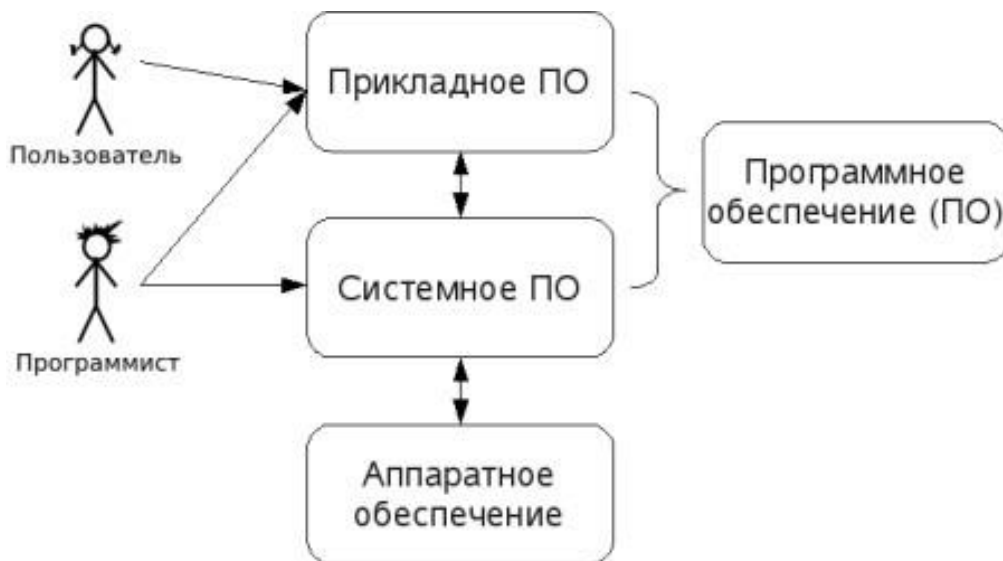 Прикладное ПО
Пользователь
Программное
обеспечение (ПО)
Системное ПО
Программист
Аппаратное
обеспечение